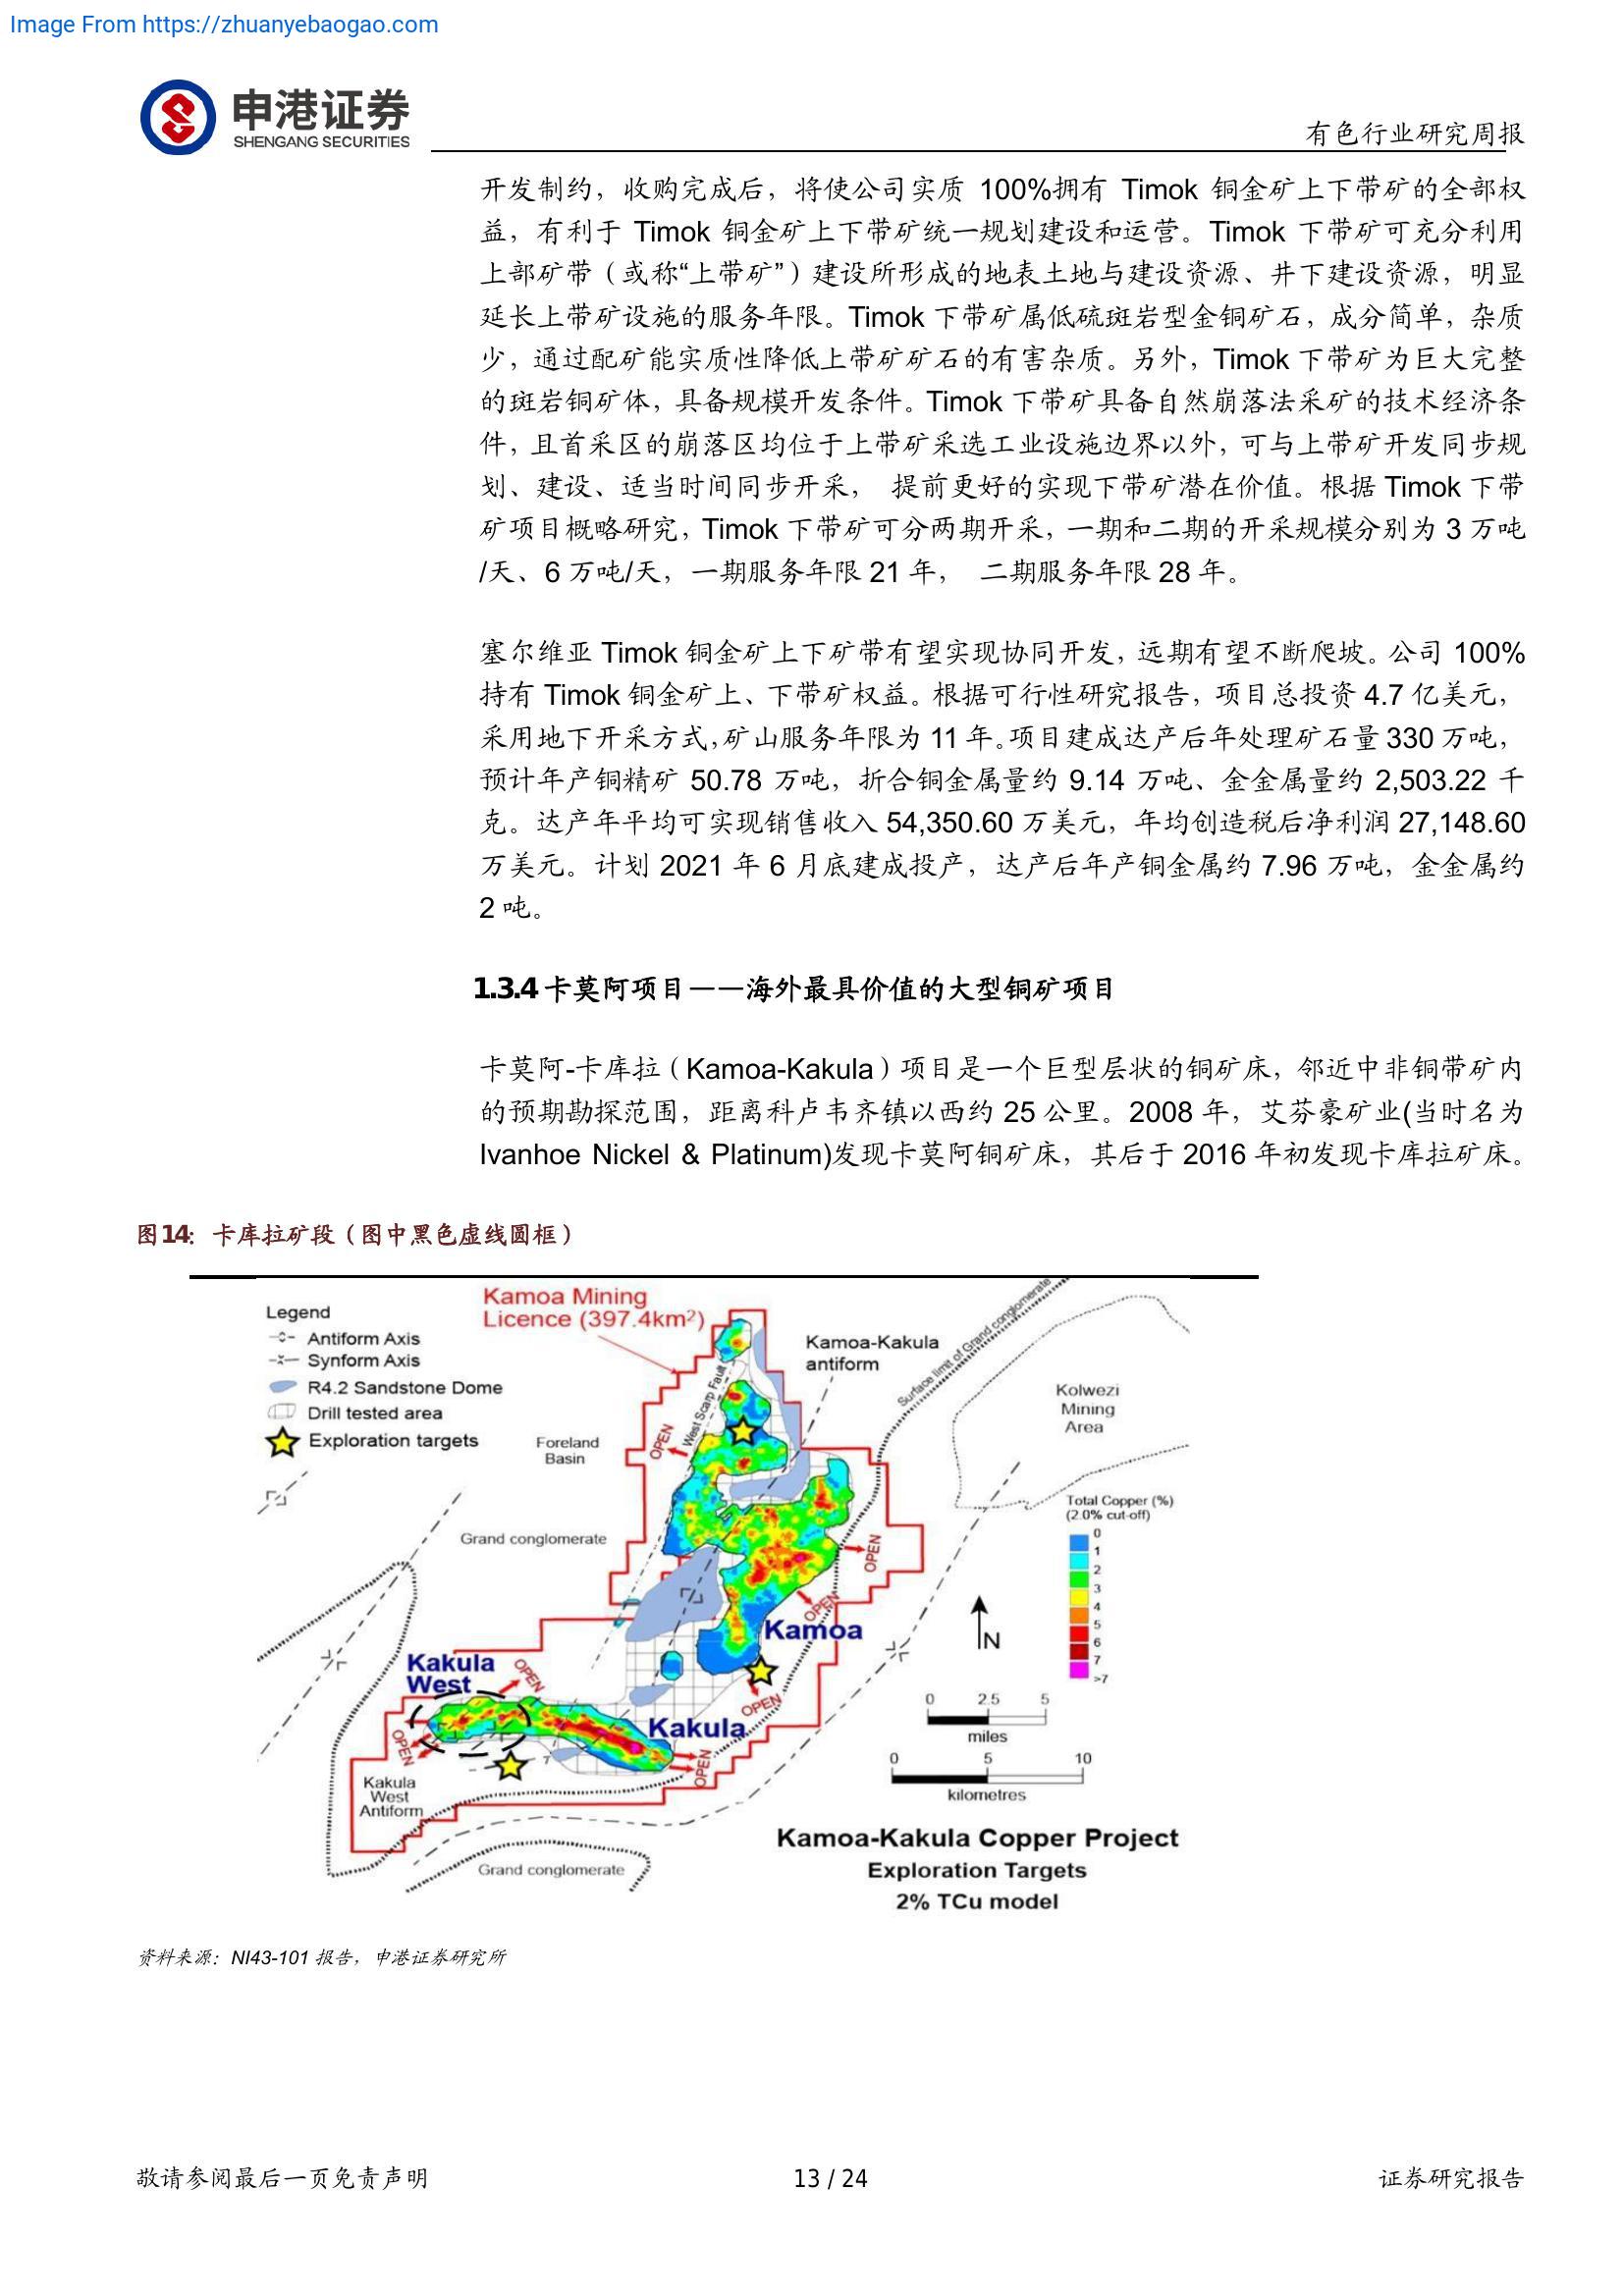 Image From https://zhuanyebaogao.com
申港证券
SHENGANG SECURITIES
有色行业研究周报
开发制约，收购完成后，将使公司实质 100%拥有 Timok 铜金矿上下带矿的全部权
益，有利于 Timok 铜金矿上下带矿统一规划建设和运营。Timok 下带矿可充分利用
上部矿带（或称“上带矿”）建设所形成的地表土地与建设资源、井下建设资源，明显
延长上带矿设施的服务年限。Timok 下带矿属低硫斑岩型金铜矿石，成分简单，杂质
少，通过配矿能实质性降低上带矿矿石的有害杂质。另外，Timok 下带矿为巨大完整
的斑岩铜矿体，具备规模开发条件。Timok 下带矿具备自然崩落法采矿的技术经济条
件，且首采区的崩落区均位于上带矿采选工业设施边界以外，可与上带矿开发同步规
划、建设、适当时间同步开采， 提前更好的实现下带矿潜在价值。根据 Timok 下带
矿项目概略研究，Timok 下带矿可分两期开采，一期和二期的开采规模分别为 3 万吨
/天、6 万吨/天，一期服务年限 21 年， 二期服务年限 28 年。
塞尔维亚 Timok 铜金矿上下矿带有望实现协同开发，远期有望不断爬坡。公司 100%
持有 Timok 铜金矿上、下带矿权益。根据可行性研究报告，项目总投资 4.7 亿美元，
采用地下开采方式，矿山服务年限为 11 年。项目建成达产后年处理矿石量 330 万吨，
预计年产铜精矿 50.78 万吨，折合铜金属量约 9.14 万吨、金金属量约 2,503.22 千
克。达产年平均可实现销售收入 54,350.60 万美元，年均创造税后净利润 27,148.60
万美元。计划 2021 年 6 月底建成投产，达产后年产铜金属约 7.96 万吨，金金属约
2 吨。
1.3.4 卡莫阿项目——海外最具价值的大型铜矿项目
卡莫阿-卡库拉（Kamoa-Kakula）项目是一个巨型层状的铜矿床，邻近中非铜带矿内
的预期勘探范围，距离科卢韦齐镇以西约 25 公里。2008 年，艾芬豪矿业(当时名为
Ivanhoe Nickel & Platinum)发现卡莫阿铜矿床，其后于 2016 年初发现卡库拉矿床。
图14：卡库拉矿段（图中黑色虚线圆框）
Legend
Antiform Axis
Synform Axis
R4.2 Sandstone Dome
Drill tested area
Exploration targets
Kamoa Mining
Licence (397.4km²)
Kamoa-Kakula
antiform
Surface limit of Grand conglomerate
Kolwezi
Mining
Area
West Scarp Fault
OPEN
Foreland
Basin
Grand conglomerate
OPEN
OPEN
Total Copper (%)
(2.0% cut-off)
0
1
2
3
4
5
6
7
>7
N
Kamoa
Kakula
West
OPEN
OPEN
Kakula
OPEN
OPEN
Kakula
West
Antiform
0 2.5 5
miles
0 5 10
kilometres
Grand conglomerate
Kamoa-Kakula Copper Project
Exploration Targets
2% TCu model
资料来源：NI43-101 报告，申港证券研究所
敬请参阅最后一页免责声明
13 / 24
证券研究报告